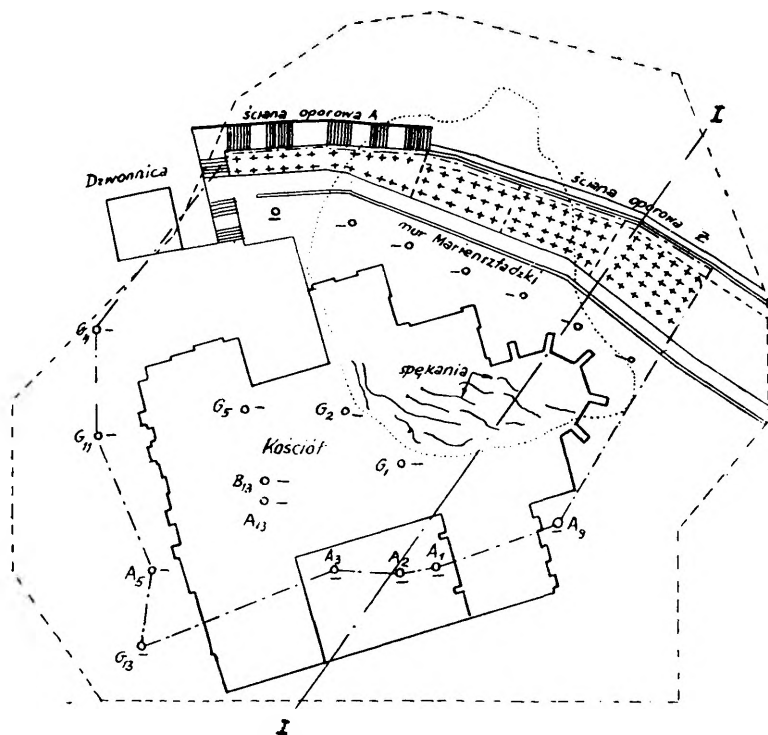 I
ściana oporowa A
Dzwonnica
ściana oporowa Ż
mur Mariensztadzki
G4
spękania
G5
G2
G11
Kościół
G1
B13
A13
A9
A5
A3
A2
A1
G13
I